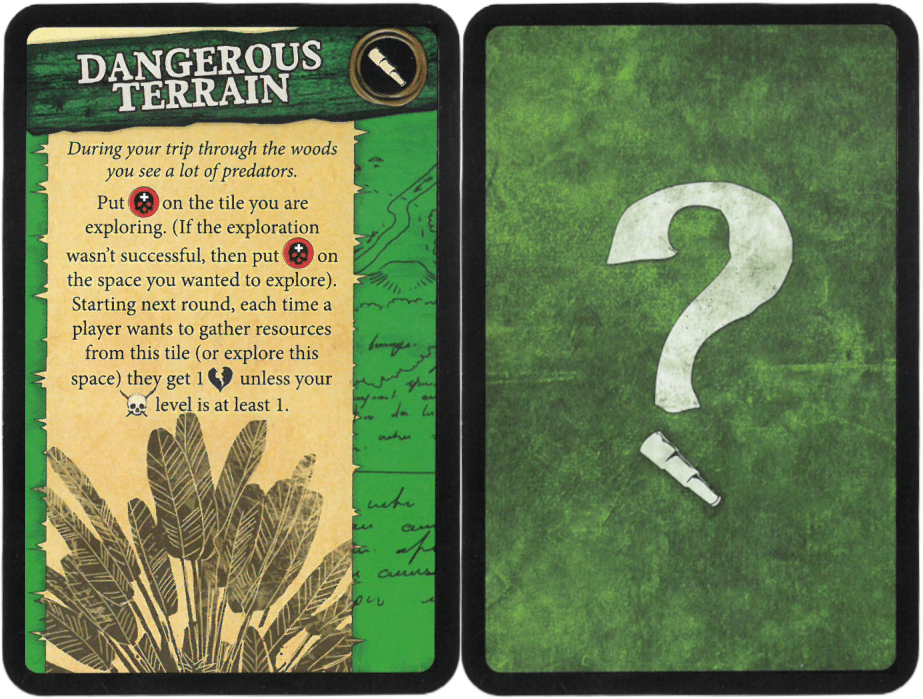 DANGEROUS
TERRAIN
During your trip through the woods
you see a lot of predators.
Put on the tile you are
exploring. (If the exploration
wasn't successful, then put on
the space you wanted to explore).
Starting next round, each time a
player wants to gather resources
from this tile (or explore this
space) they get 1 unless your
level is at least 1.
?